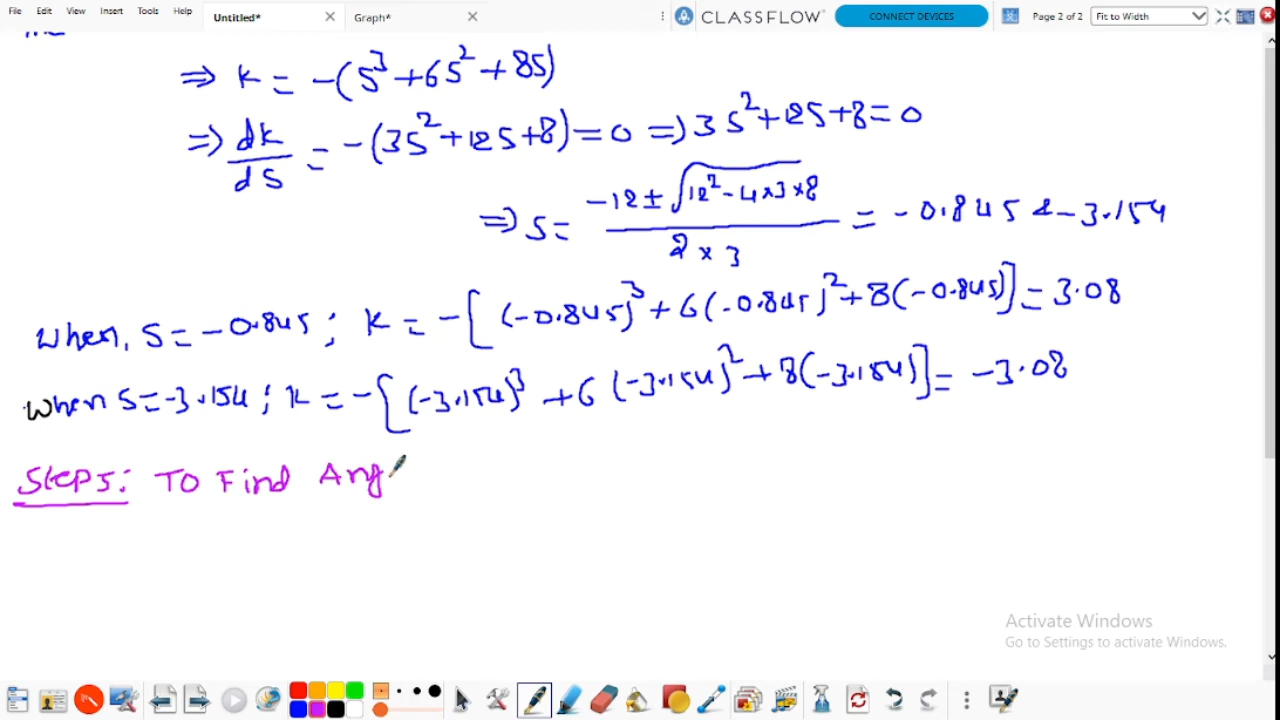 File Edit View Insert Tools Help Untitled* Graph* CLASSFLOW CONNECT DEVICES Page 2 of 2 Fit to Width
⇒ K = -(S³+6S²+8S)
⇒ dK/dS = -(3S²+12S+8)=0 ⇒ 3S²+12S+8=0
⇒ S = (-12±√(12²-4×3×8))/(2×3) = -0.845 & -3.154
When, S=-0.845; K = -[(-0.845)³+6(-0.845)²+8(-0.845)]=3.08
When S=-3.154; K = -[(-3.154)³+6(-3.154)²+8(-3.154)]= -3.08
Step5: To Find Ang
Activate Windows
Go to Settings to activate Windows.